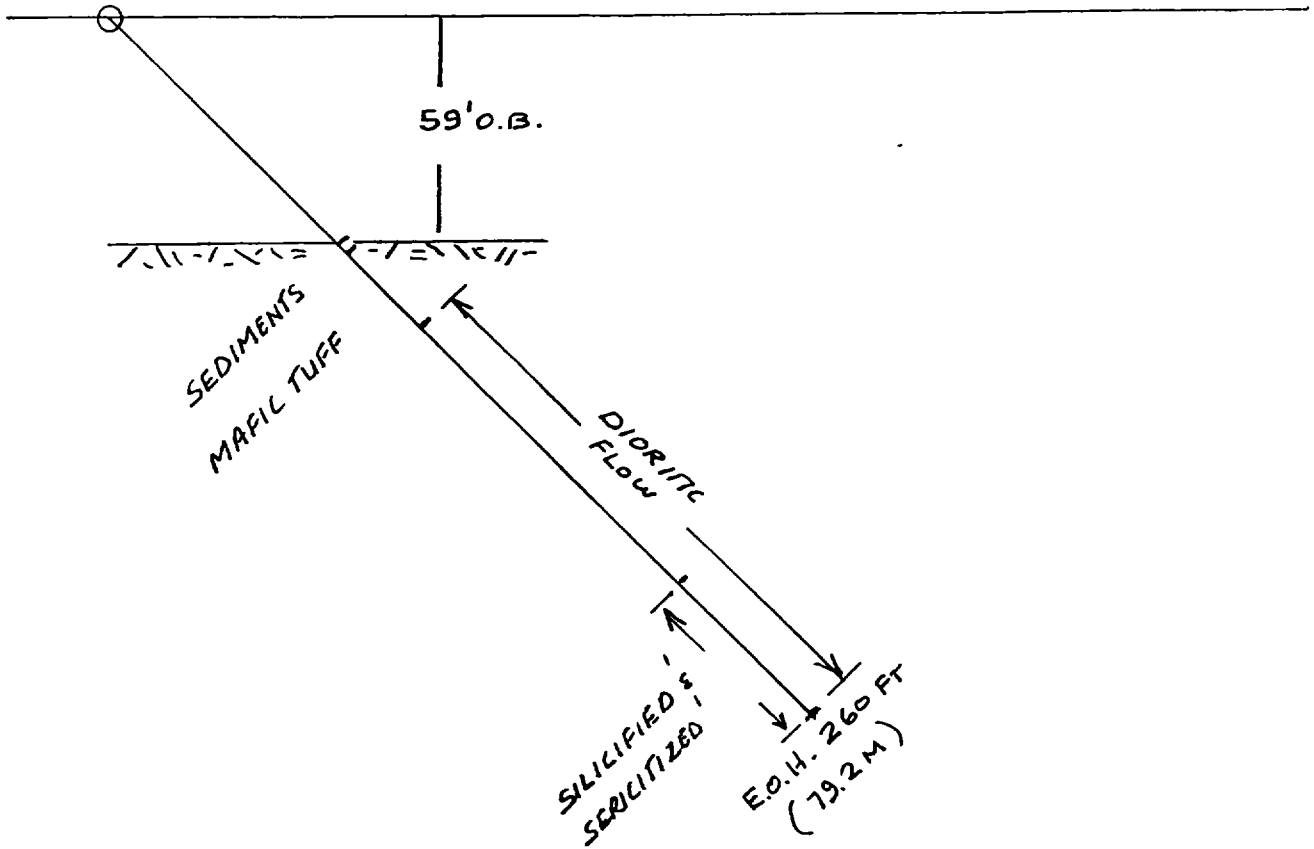 59' O.B.
SEDIMENTS
MAFIC TUFF
DIORITIC
FLOW
SILICIFIED &
SERICITIZED
E.O.H. 260 FT
(79.2 M)